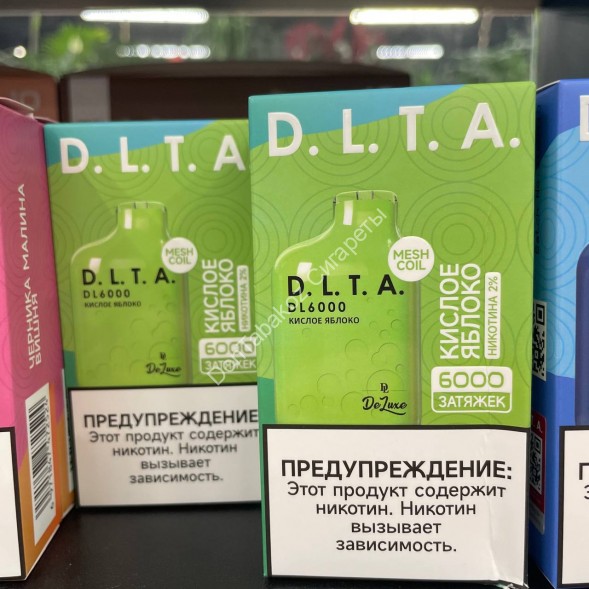 D. L. T. A.
MESH
COIL
D. L. T. A.
DL6000
КИСЛОЕ ЯБЛОКО
КИСЛОЕ
ЯБЛОКО
НИКОТИНА 2%
6000
ЗАТЯЖЕК
DeLuxe
ПРЕДУПРЕЖДЕНИЕ:
Этот продукт содержит
никотин. Никотин
вызывает
зависимость.
D. L. T. A
MESH
COIL
D. L. T. A.
DL6000
КИСЛОЕ ЯБЛОКО
КИСЛОЕ
ЯБЛОКО
НИКОТИНА 2%
6000
ЗАТЯЖЕК
DeLuxe
ПРЕДУПРЕЖДЕНИЕ
Этот продукт содержит
никотин. Никотин
вызывает
зависимость.
ЧЕРНИКА МАЛИНА
ВИШНЯ
Сигареты